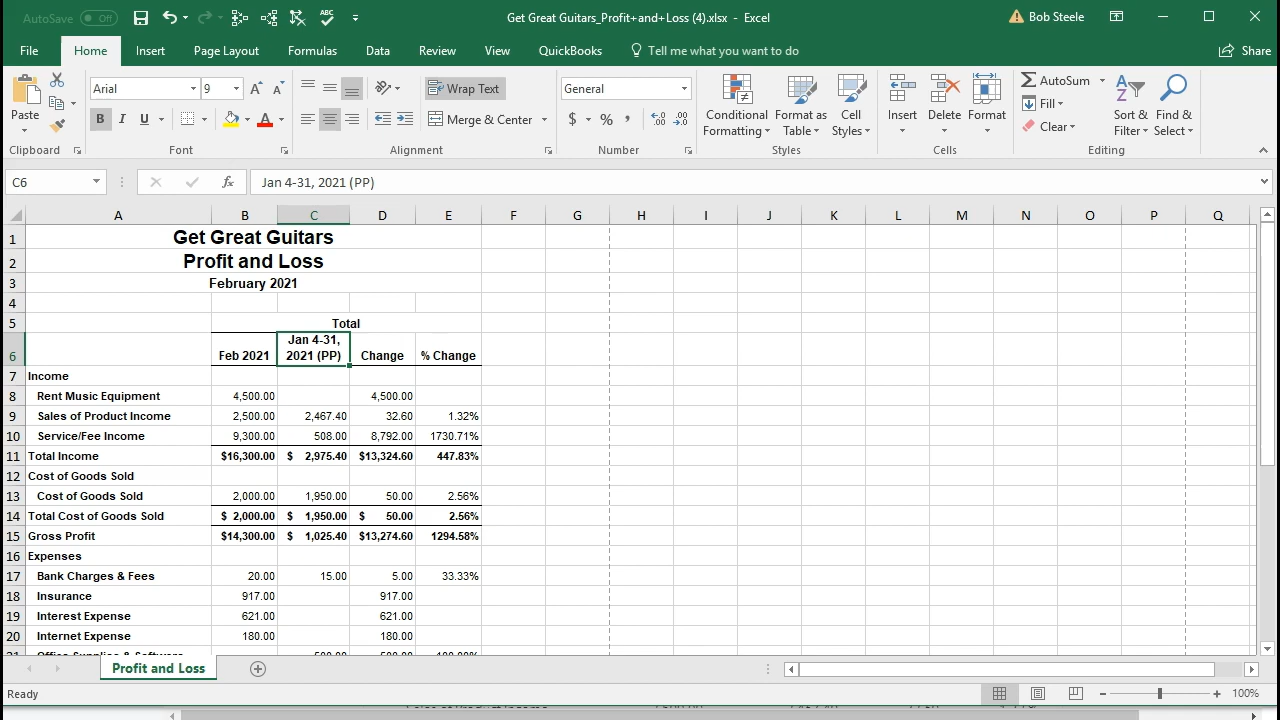 AutoSave Off Get Great Guitars_Profit+and+Loss (4).xlsx - Excel Bob Steele
File Home Insert Page Layout Formulas Data Review View QuickBooks Tell me what you want to do Share
Arial 9 Wrap Text General AutoSum
Paste B I U Merge & Center $ % , Conditional Formatting Format as Table Cell Styles Insert Delete Format Fill Clear Sort & Filter Find & Select
Clipboard Font Alignment Number Styles Cells Editing
C6 fx Jan 4-31, 2021 (PP)
A B C D E F G H I J K L M N O P Q
1 Get Great Guitars
2 Profit and Loss
3 February 2021
4
5 Total
6 Feb 2021 Jan 4-31, 2021 (PP) Change % Change
7 Income
8 Rent Music Equipment 4,500.00 4,500.00
9 Sales of Product Income 2,500.00 2,467.40 32.60 1.32%
10 Service/Fee Income 9,300.00 508.00 8,792.00 1730.71%
11 Total Income $16,300.00 $ 2,975.40 $13,324.60 447.83%
12 Cost of Goods Sold
13 Cost of Goods Sold 2,000.00 1,950.00 50.00 2.56%
14 Total Cost of Goods Sold $ 2,000.00 $ 1,950.00 $ 50.00 2.56%
15 Gross Profit $14,300.00 $ 1,025.40 $13,274.60 1294.58%
16 Expenses
17 Bank Charges & Fees 20.00 15.00 5.00 33.33%
18 Insurance 917.00 917.00
19 Interest Expense 621.00 621.00
20 Internet Expense 180.00 180.00
Profit and Loss
Ready 100%